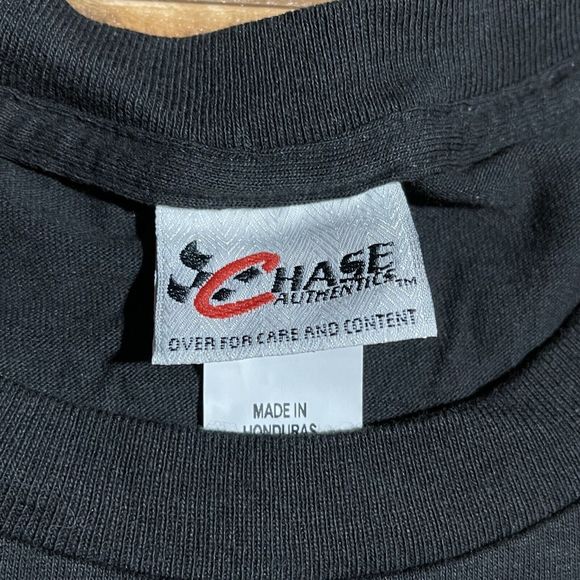 CHASE
AUTHENTICS™
OVER FOR CARE AND CONTENT
MADE IN
HONDURAS